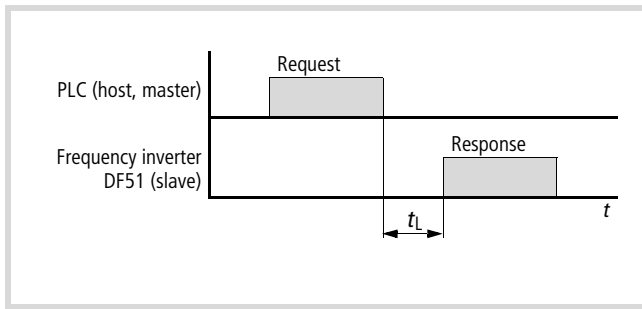 Request
PLC (host, master)
Response
Frequency inverter
DF51 (slave)
t
tL